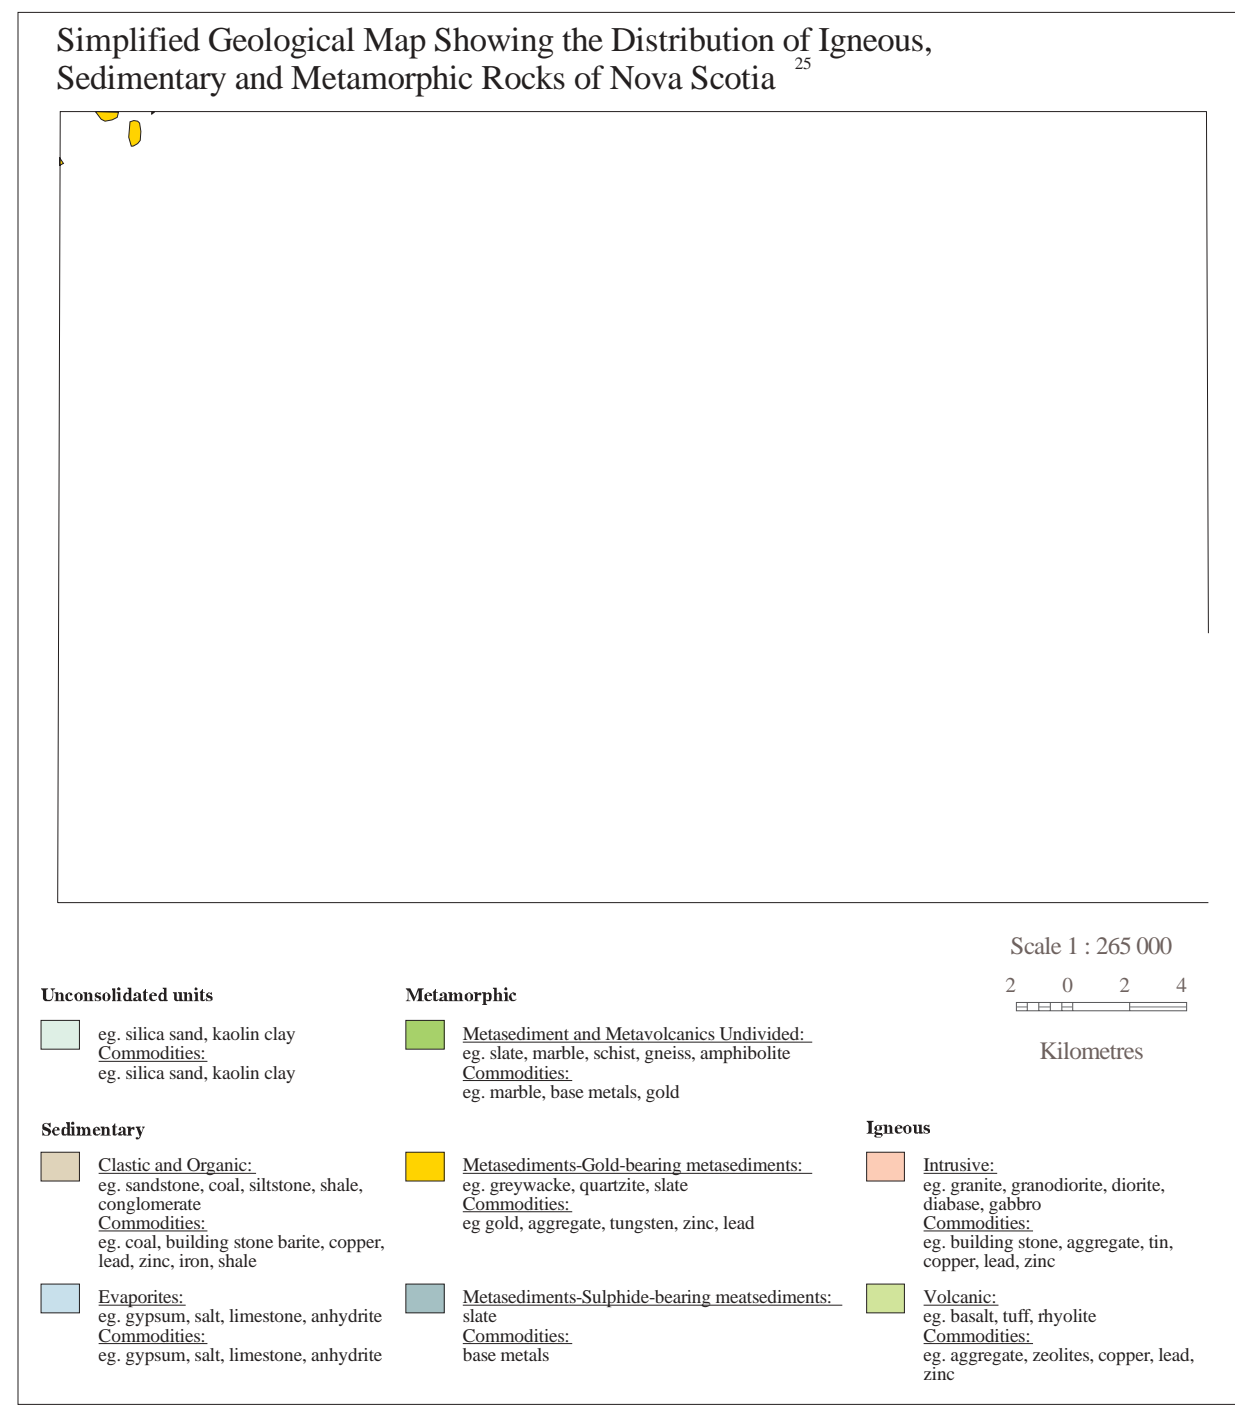 Simplified Geological Map Showing the Distribution of Igneous,
Sedimentary and Metamorphic Rocks of Nova Scotia 25
Scale 1 : 265 000
2 0 2 4
Kilometres
Unconsolidated units
eg. silica sand, kaolin clay
Commodities:
eg. silica sand, kaolin clay
Sedimentary
Clastic and Organic:
eg. sandstone, coal, siltstone, shale,
conglomerate
Commodities:
eg. coal, building stone barite, copper,
lead, zinc, iron, shale
Evaporites:
eg. gypsum, salt, limestone, anhydrite
Commodities:
eg. gypsum, salt, limestone, anhydrite
Metamorphic
Metasediment and Metavolcanics Undivided:
eg. slate, marble, schist, gneiss, amphibolite
Commodities:
eg. marble, base metals, gold
Metasediments-Gold-bearing metasediments:
eg. greywacke, quartzite, slate
Commodities:
eg gold, aggregate, tungsten, zinc, lead
Metasediments-Sulphide-bearing meatsediments:
slate
Commodities:
base metals
Igneous
Intrusive:
eg. granite, granodiorite, diorite,
diabase, gabbro
Commodities:
eg. building stone, aggregate, tin,
copper, lead, zinc
Volcanic:
eg. basalt, tuff, rhyolite
Commodities:
eg. aggregate, zeolites, copper, lead,
zinc